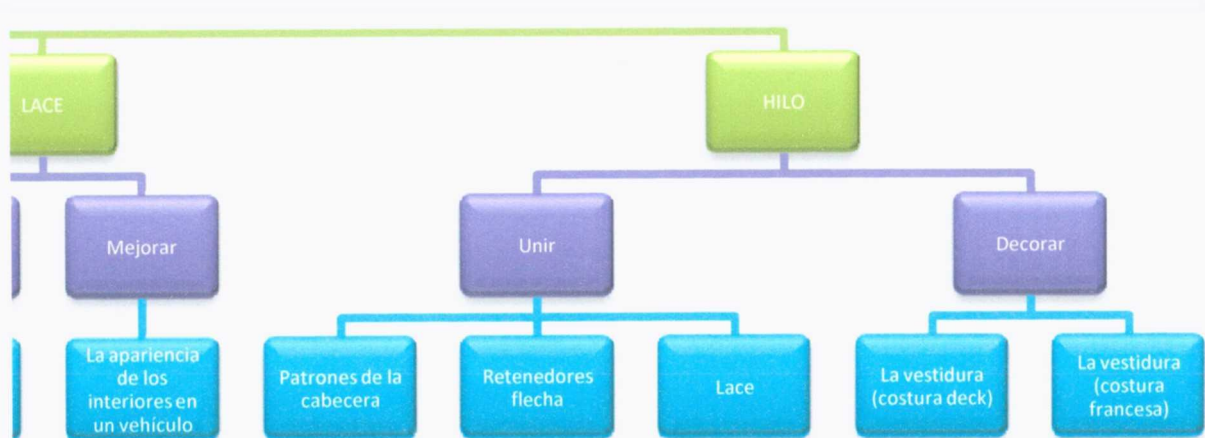 LACE
HILO
Mejorar
Unir
Decorar
La apariencia
de los
interiores en
un vehículo
Patrones de la
cabecera
Retenedores
flecha
Lace
La vestidura
(costura deck)
La vestidura
(costura
francesa)